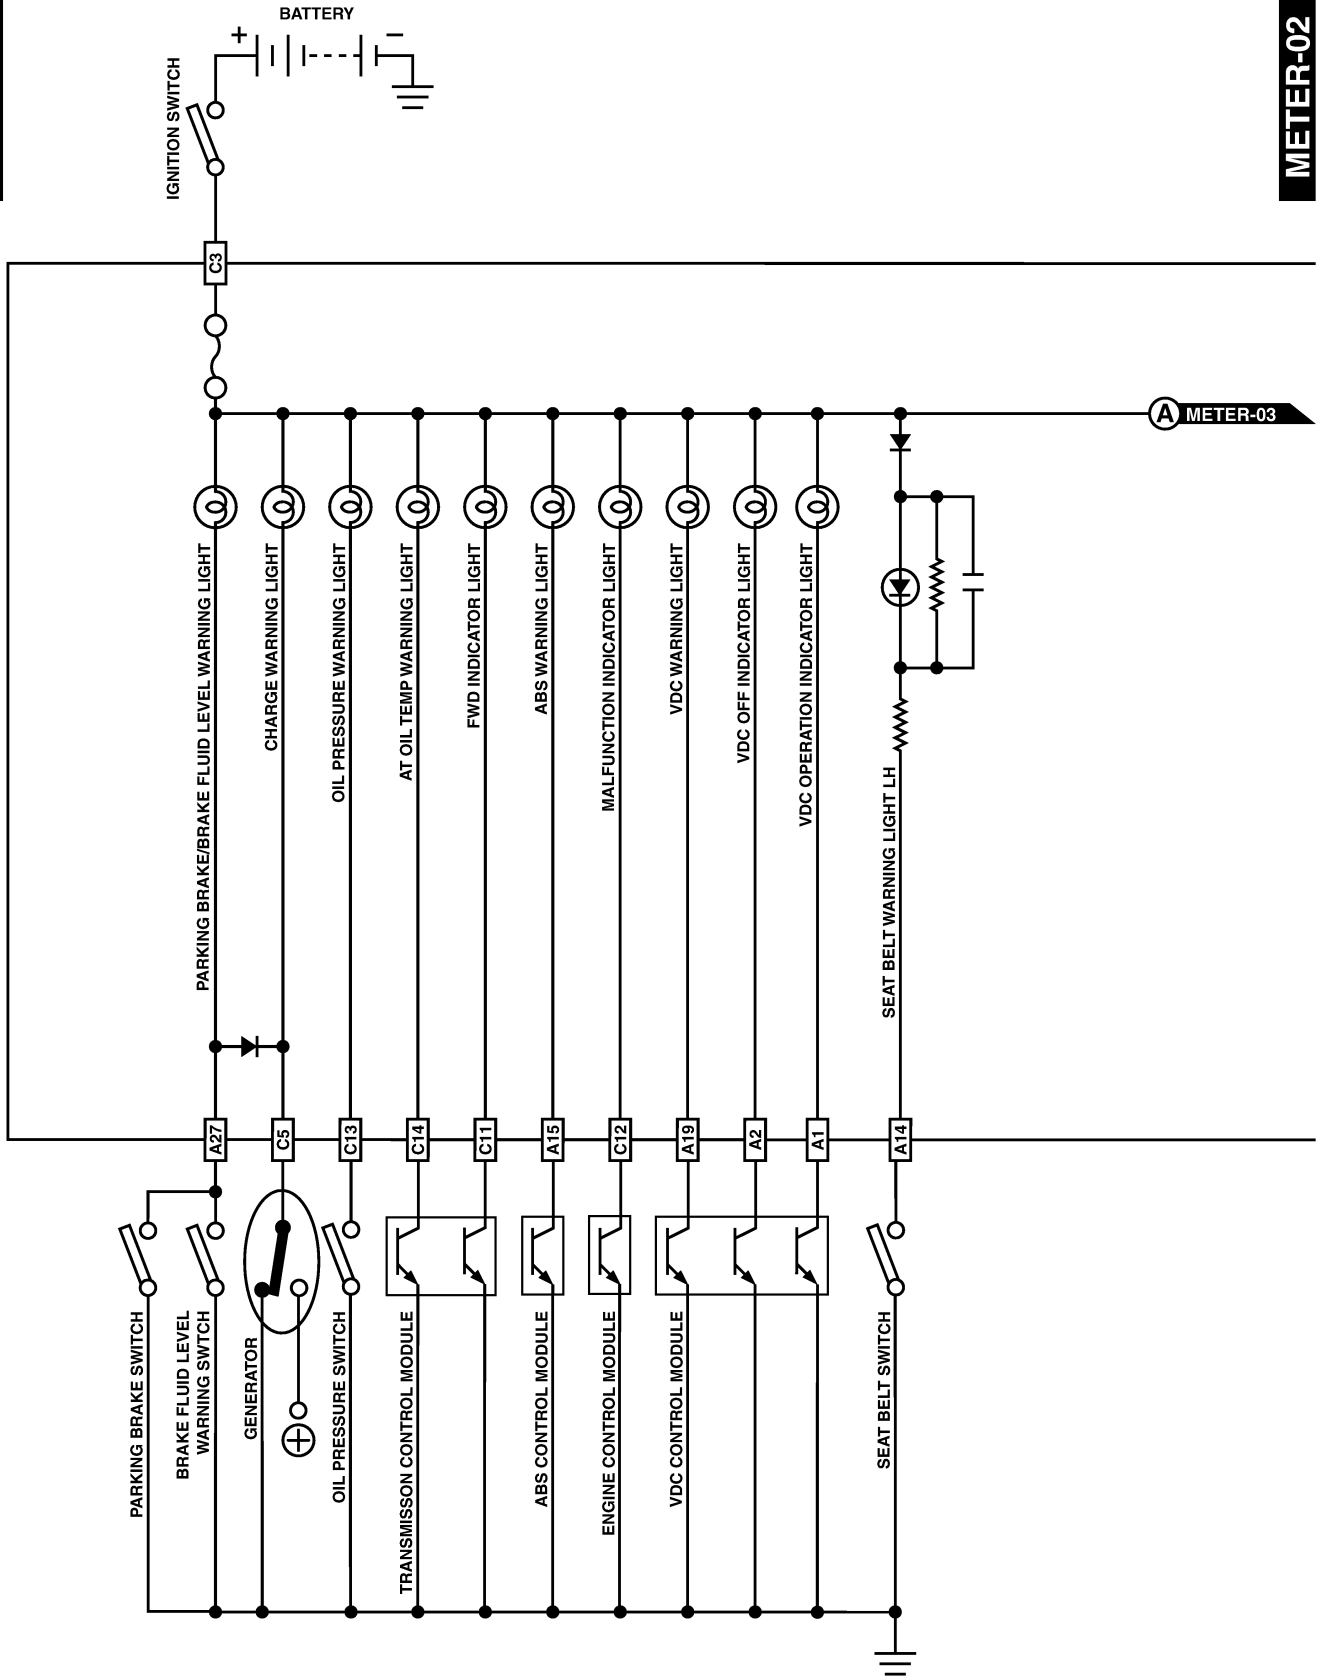 BATTERY
+
−
METER-02
IGNITION SWITCH
C3
A
METER-03
PARKING BRAKE/BRAKE FLUID LEVEL WARNING LIGHT
CHARGE WARNING LIGHT
OIL PRESSURE WARNING LIGHT
AT OIL TEMP WARNING LIGHT
FWD INDICATOR LIGHT
ABS WARNING LIGHT
MALFUNCTION INDICATOR LIGHT
VDC WARNING LIGHT
VDC OFF INDICATOR LIGHT
VDC OPERATION INDICATOR LIGHT
SEAT BELT WARNING LIGHT LH
A27
C5
C13
C14
C11
A15
C12
A19
A2
A1
A14
PARKING BRAKE SWITCH
BRAKE FLUID LEVEL
WARNING SWTCH
GENERATOR
+
OIL PRESSURE SWITCH
TRANSMISSON CONTROL MODULE
ABS CONTROL MODULE
ENGINE CONTROL MODULE
VDC CONTROL MODULE
SEAT BELT SWITCH